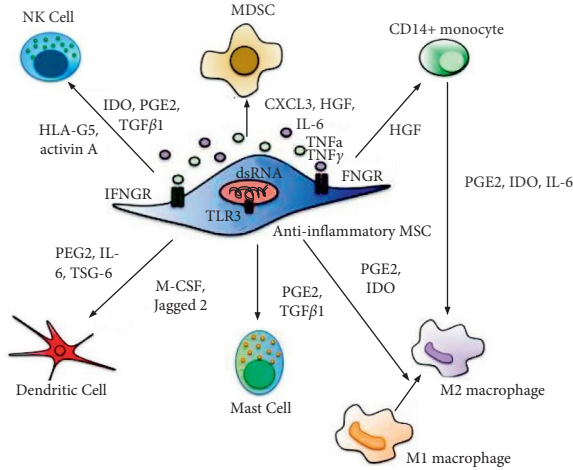 NK Cell
MDSC
CD14+ monocyte
IDO, PGE2,
TGFβ1
HLA-G5,
activin A
CXCL3, HGF,
IL-6
TNFa
TNFγ
HGF
PGE2, IDO, IL-6
dsRNA
IFNGR
FNGR
TLR3
Anti-inflammatory MSC
PEG2, IL-
6, TSG-6
M-CSF,
Jagged 2
PGE2,
TGFβ1
PGE2,
IDO
Dendritic Cell
Mast Cell
M2 macrophage
M1 macrophage